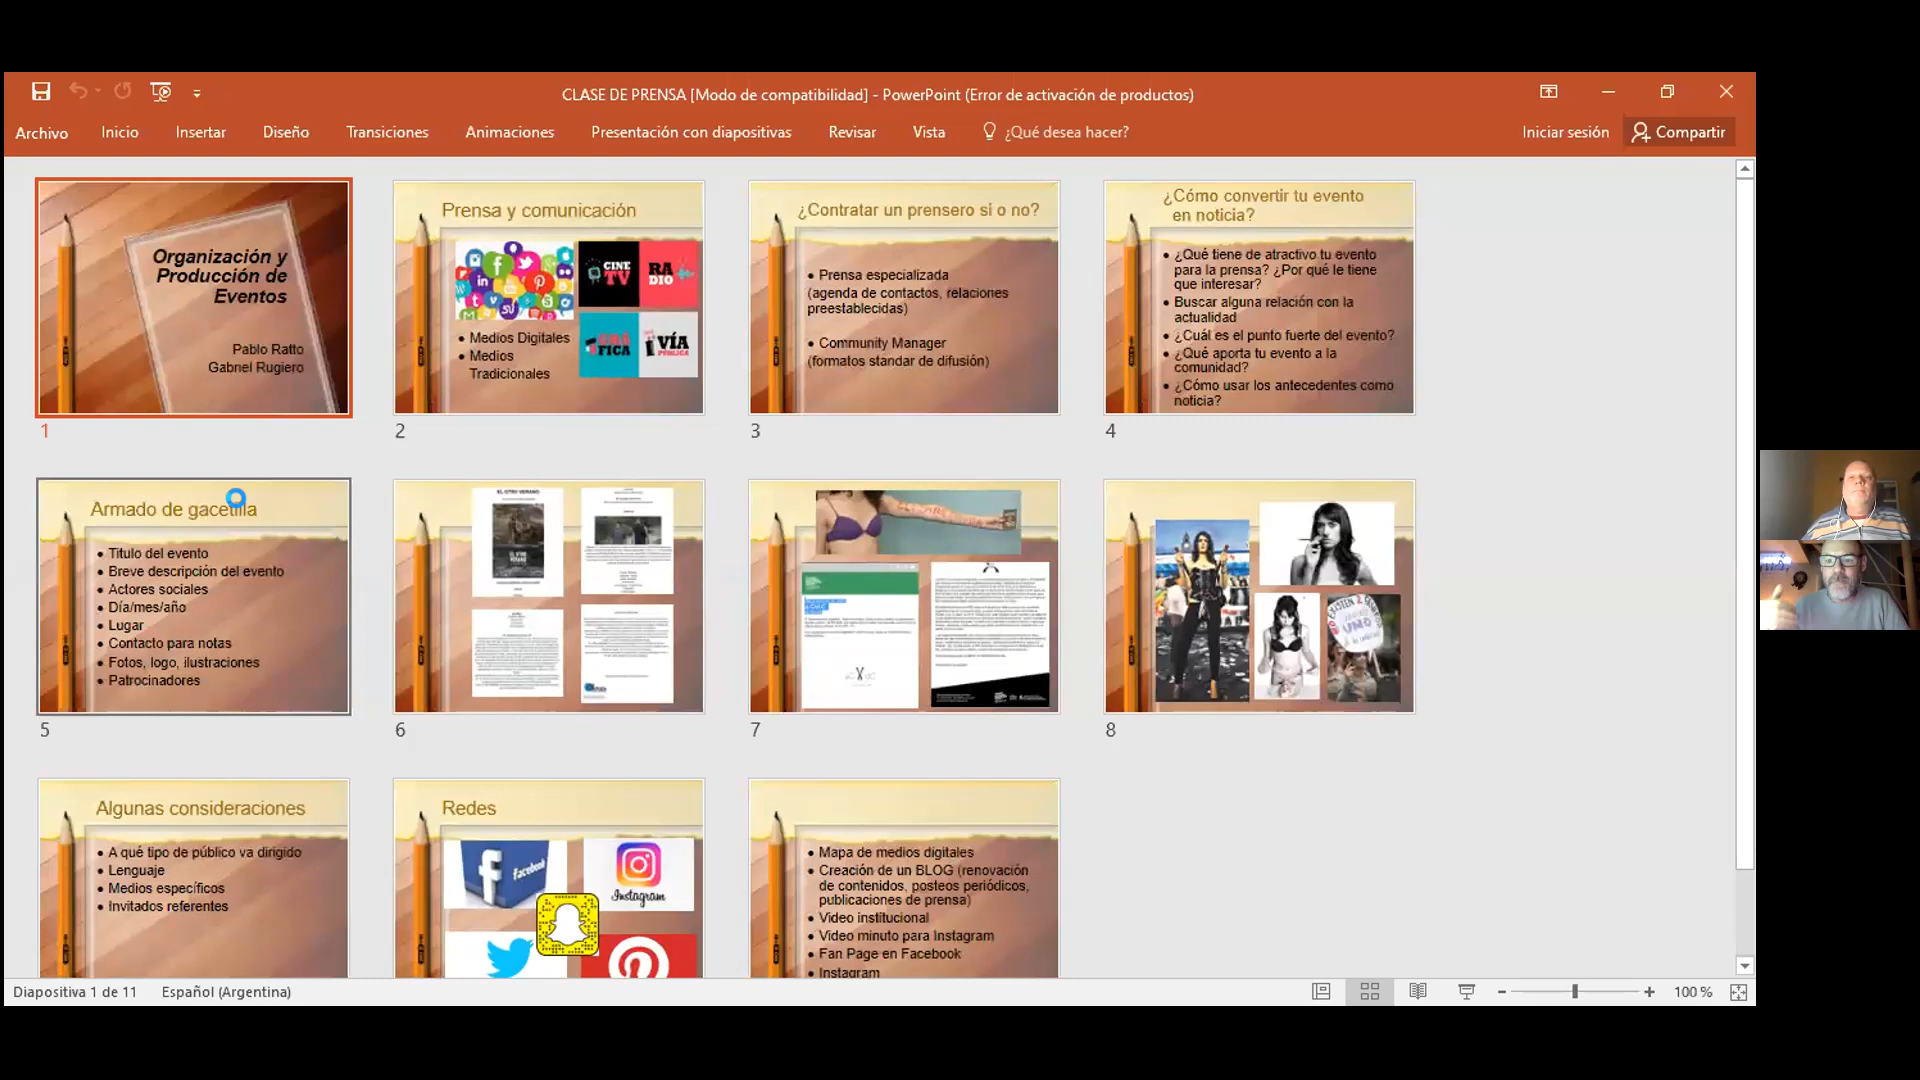 CLASE DE PRENSA [Modo de compatibilidad] - PowerPoint (Error de activación de productos)
Archivo
Inicio
Insertar
Diseño
Transiciones
Animaciones
Presentación con diapositivas
Revisar
Vista
¿Qué desea hacer?
Iniciar sesión
Compartir
Organización y
Producción de
Eventos
Pablo Ratto
Gabriel Rugiero
1
Prensa y comunicación
CINE
TV
RA
DIO
GRÁ
FICA
VÍA
PÚBLICA
• Medios Digitales
• Medios
Tradicionales
2
¿Contratar un prensero si o no?
• Prensa especializada
(agenda de contactos, relaciones
preestablecidas)
• Community Manager
(formatos standar de difusión)
3
¿Cómo convertir tu evento
en noticia?
• ¿Qué tiene de atractivo tu evento
para la prensa? ¿Por qué le tiene
que interesar?
• Buscar alguna relación con la
actualidad
• ¿Cuál es el punto fuerte del evento?
• ¿Qué aporta tu evento a la
comunidad?
• ¿Cómo usar los antecedentes como
noticia?
4
Armado de gacetilla
• Titulo del evento
• Breve descripción del evento
• Actores sociales
• Día/mes/año
• Lugar
• Contacto para notas
• Fotos, logo, ilustraciones
• Patrocinadores
5
EL OTRO VERANO
EL OTRO
VERANO
6
7
UNO
8
Algunas consideraciones
• A qué tipo de público va dirigido
• Lenguaje
• Medios específicos
• Invitados referentes
Redes
facebook
Instagram
• Mapa de medios digitales
• Creación de un BLOG (renovación
de contenidos, posteos periódicos,
publicaciones de prensa)
• Video institucional
• Video minuto para Instagram
• Fan Page en Facebook
• Instagram
Diapositiva 1 de 11
Español (Argentina)
100 %